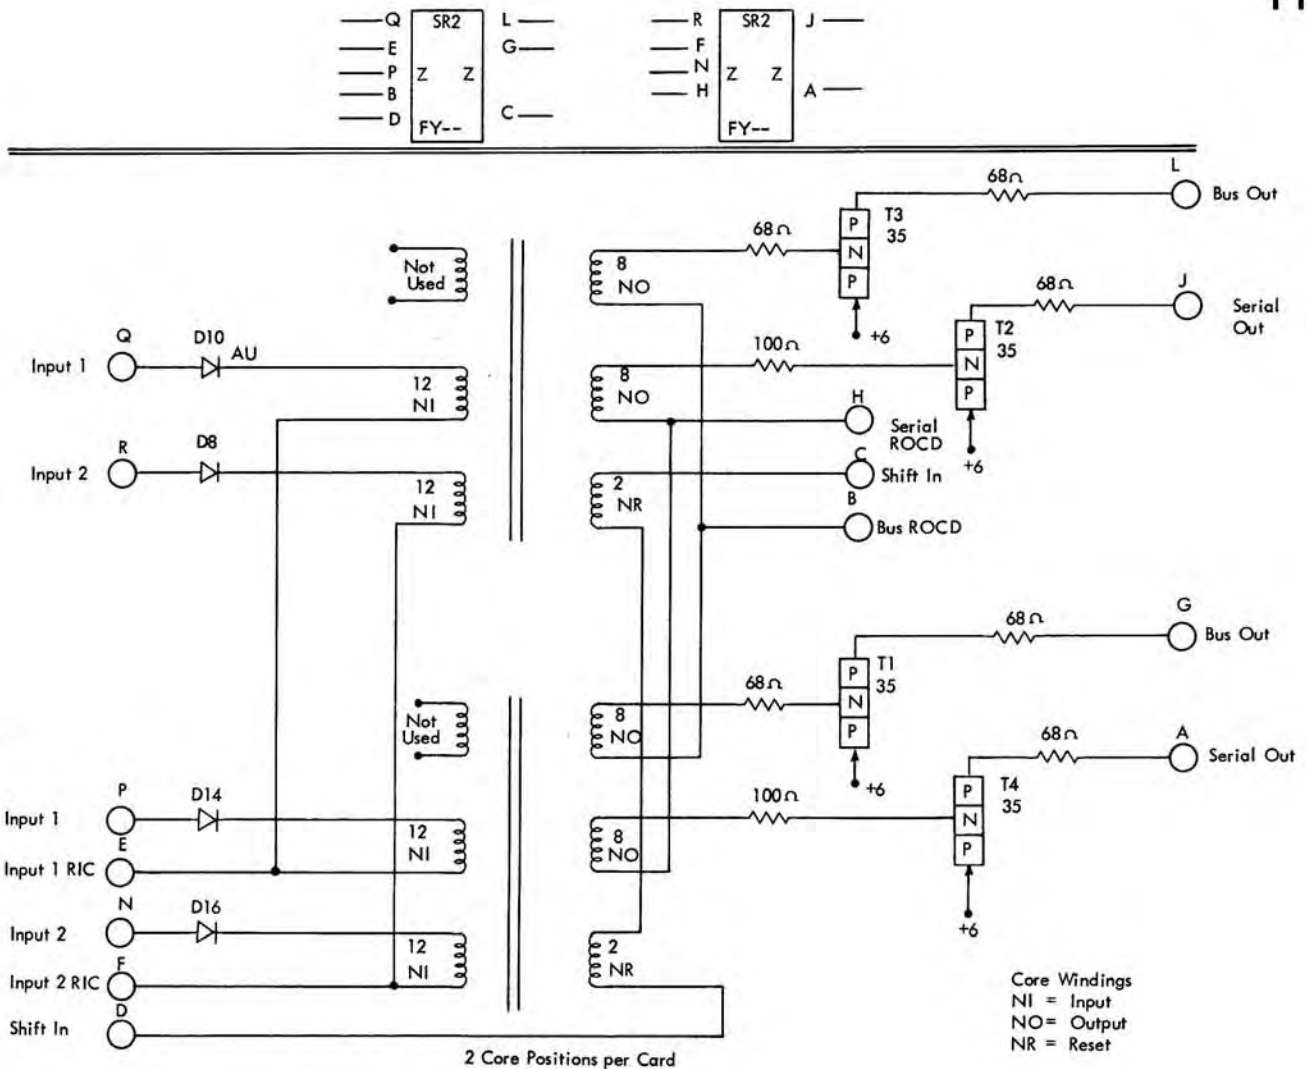 Q SR2 L R SR2 J
E G F
P Z Z N Z Z
B H A
D C
FY-- FY--
L
68Ω Bus Out
T3
35
P
N
P
68Ω
8
NO
Not
Used
+6
J
68Ω Serial
Out
T2
35
P
N
P
100Ω
8
NO
+6
Q
Input 1 D10 AU
12
NI
H
Serial
ROCD
R
Input 2 D8
12
NI
2
NR
C
Shift In
B
Bus ROCD
G
68Ω Bus Out
T1
35
P
N
P
68Ω
8
NO
Not
Used
+6
A
68Ω Serial Out
T4
35
P
N
P
100Ω
8
NO
+6
P
Input 1 D14
12
NI
E
Input 1 RIC
N
Input 2 D16
12
NI
2
NR
F
Input 2 RIC
D
Shift In
Core Windings
NI = Input
NO= Output
NR = Reset
2 Core Positions per Card